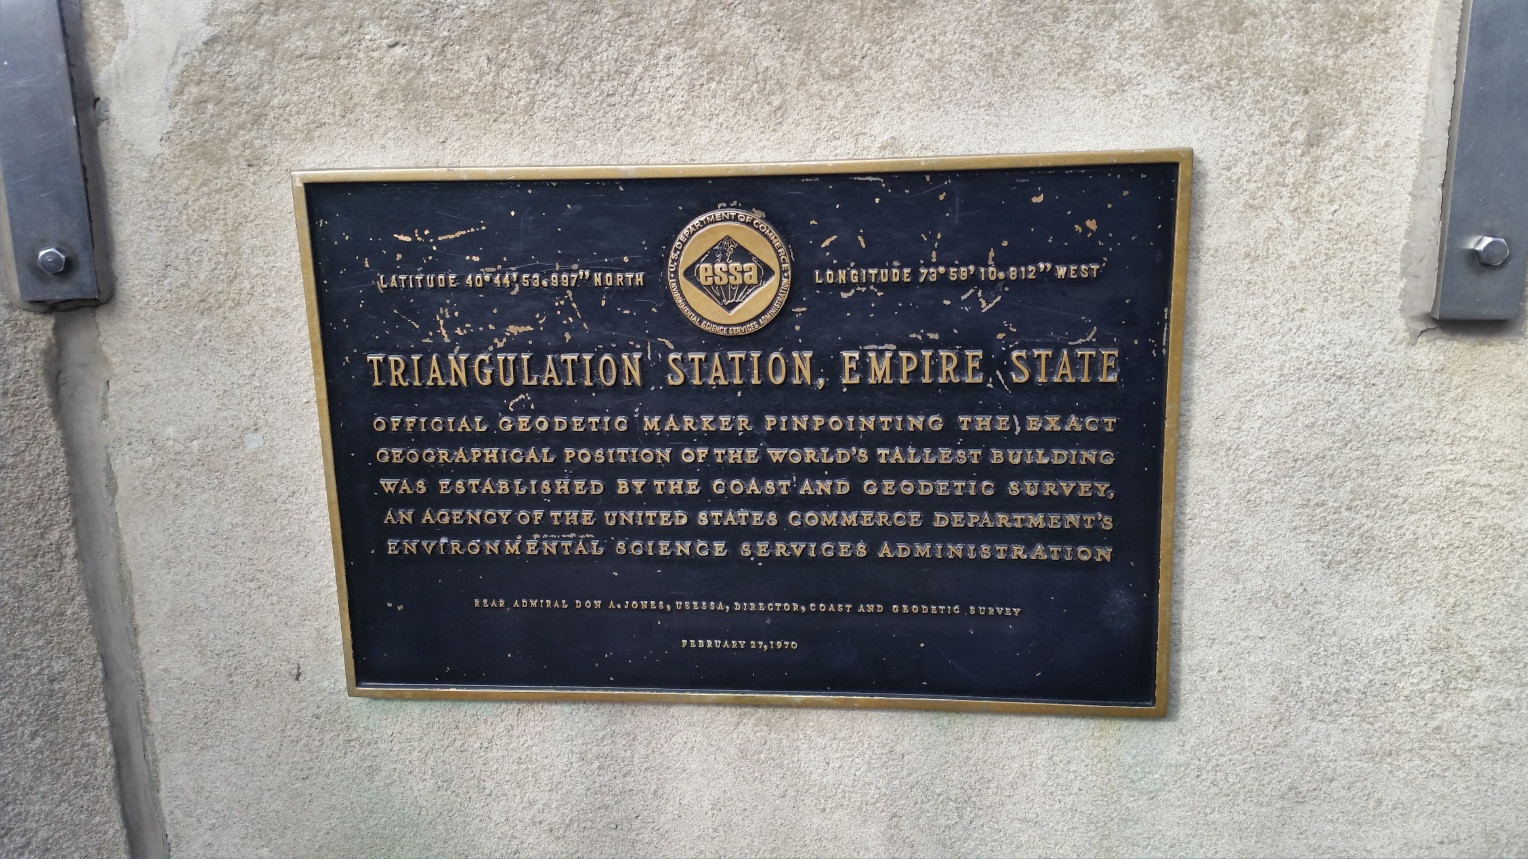 U.S. DEPARTMENT OF COMMERCE
essa
ENVIRONMENTAL SCIENCE SERVICES ADMINISTRATION
LATITUDE 40°44'53.997" NORTH
LONGITUDE 73°59'10.812" WEST
TRIANGULATION STATION, EMPIRE STATE
OFFICIAL GEODETIC MARKER PINPOINTING THE EXACT
GEOGRAPHICAL POSITION OF THE WORLD'S TALLEST BUILDING
WAS ESTABLISHED BY THE COAST AND GEODETIC SURVEY,
AN AGENCY OF THE UNITED STATES COMMERCE DEPARTMENT'S
ENVIRONMENTAL SCIENCE SERVICES ADMINISTRATION
REAR ADMIRAL DON A. JONES, USESSA, DIRECTOR, COAST AND GEODETIC SURVEY
FEBRUARY 27, 1970